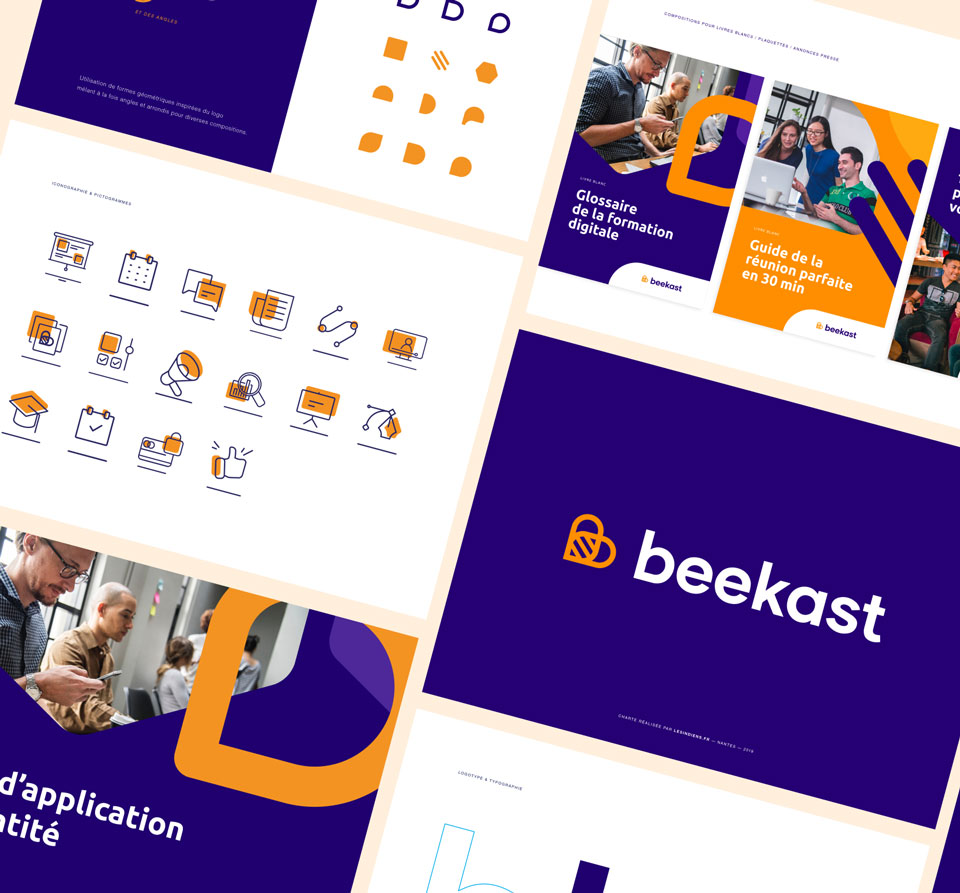 ET DES ANGLES
Utilisation de formes géométriques inspirées du logo
mêlant à la fois angles et arrondis pour diverses compositions.
COMPOSITIONS POUR LIVRES BLANCS / PLAQUETTES / ANNONCES PRESSE
LIVRE BLANC
Glossaire
de la formation
digitale
beekast
LIVRE BLANC
Guide de la
réunion parfaite
en 30 min
beekast
ICONOGRAPHIE & PICTOGRAMMES
beekast
CHARTE RÉALISÉE PAR LESINDIENS.FR — NANTES — 2019
d'application
ntité
LOGOTYPE & TYPOGRAPHIE